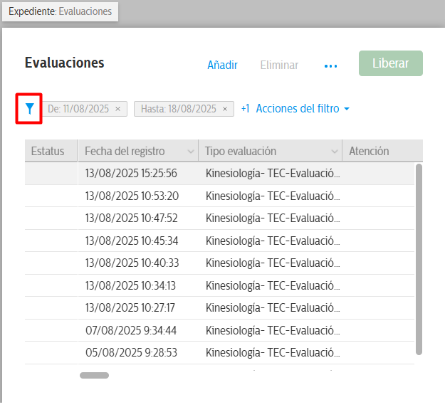 Expediente: Evaluaciones
Evaluaciones
Añadir Eliminar ... Liberar
De: 11/08/2025 × Hasta: 18/08/2025 × +1 Acciones del filtro
Estatus Fecha del registro Tipo evaluación Atención
13/08/2025 15:25:56 Kinesiología- TEC-Evaluació...
13/08/2025 10:53:20 Kinesiología- TEC-Evaluació...
13/08/2025 10:47:52 Kinesiología- TEC-Evaluació...
13/08/2025 10:45:34 Kinesiología- TEC-Evaluació...
13/08/2025 10:40:33 Kinesiología- TEC-Evaluació...
13/08/2025 10:34:13 Kinesiología- TEC-Evaluació...
13/08/2025 10:27:17 Kinesiología- TEC-Evaluació...
07/08/2025 9:34:44 Kinesiología- TEC-Evaluació...
05/08/2025 9:28:53 Kinesiología- TEC-Evaluació...